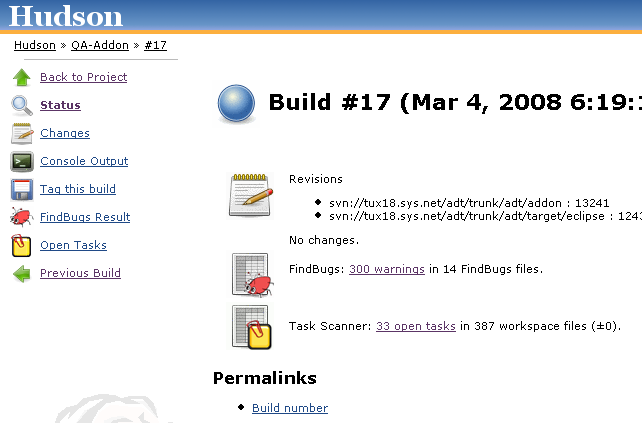 Hudson
Hudson » QA-Addon » #17
Back to Project
Status
Changes
Console Output
Tag this build
FindBugs Result
Open Tasks
Previous Build
Build #17 (Mar 4, 2008 6:19:
Revisions
svn://tux18.sys.net/adt/trunk/adt/addon : 13241
svn://tux18.sys.net/adt/trunk/adt/target/eclipse : 1243
No changes.
FindBugs: 300 warnings in 14 FindBugs files.
Task Scanner: 33 open tasks in 387 workspace files (±0).
Permalinks
Build number